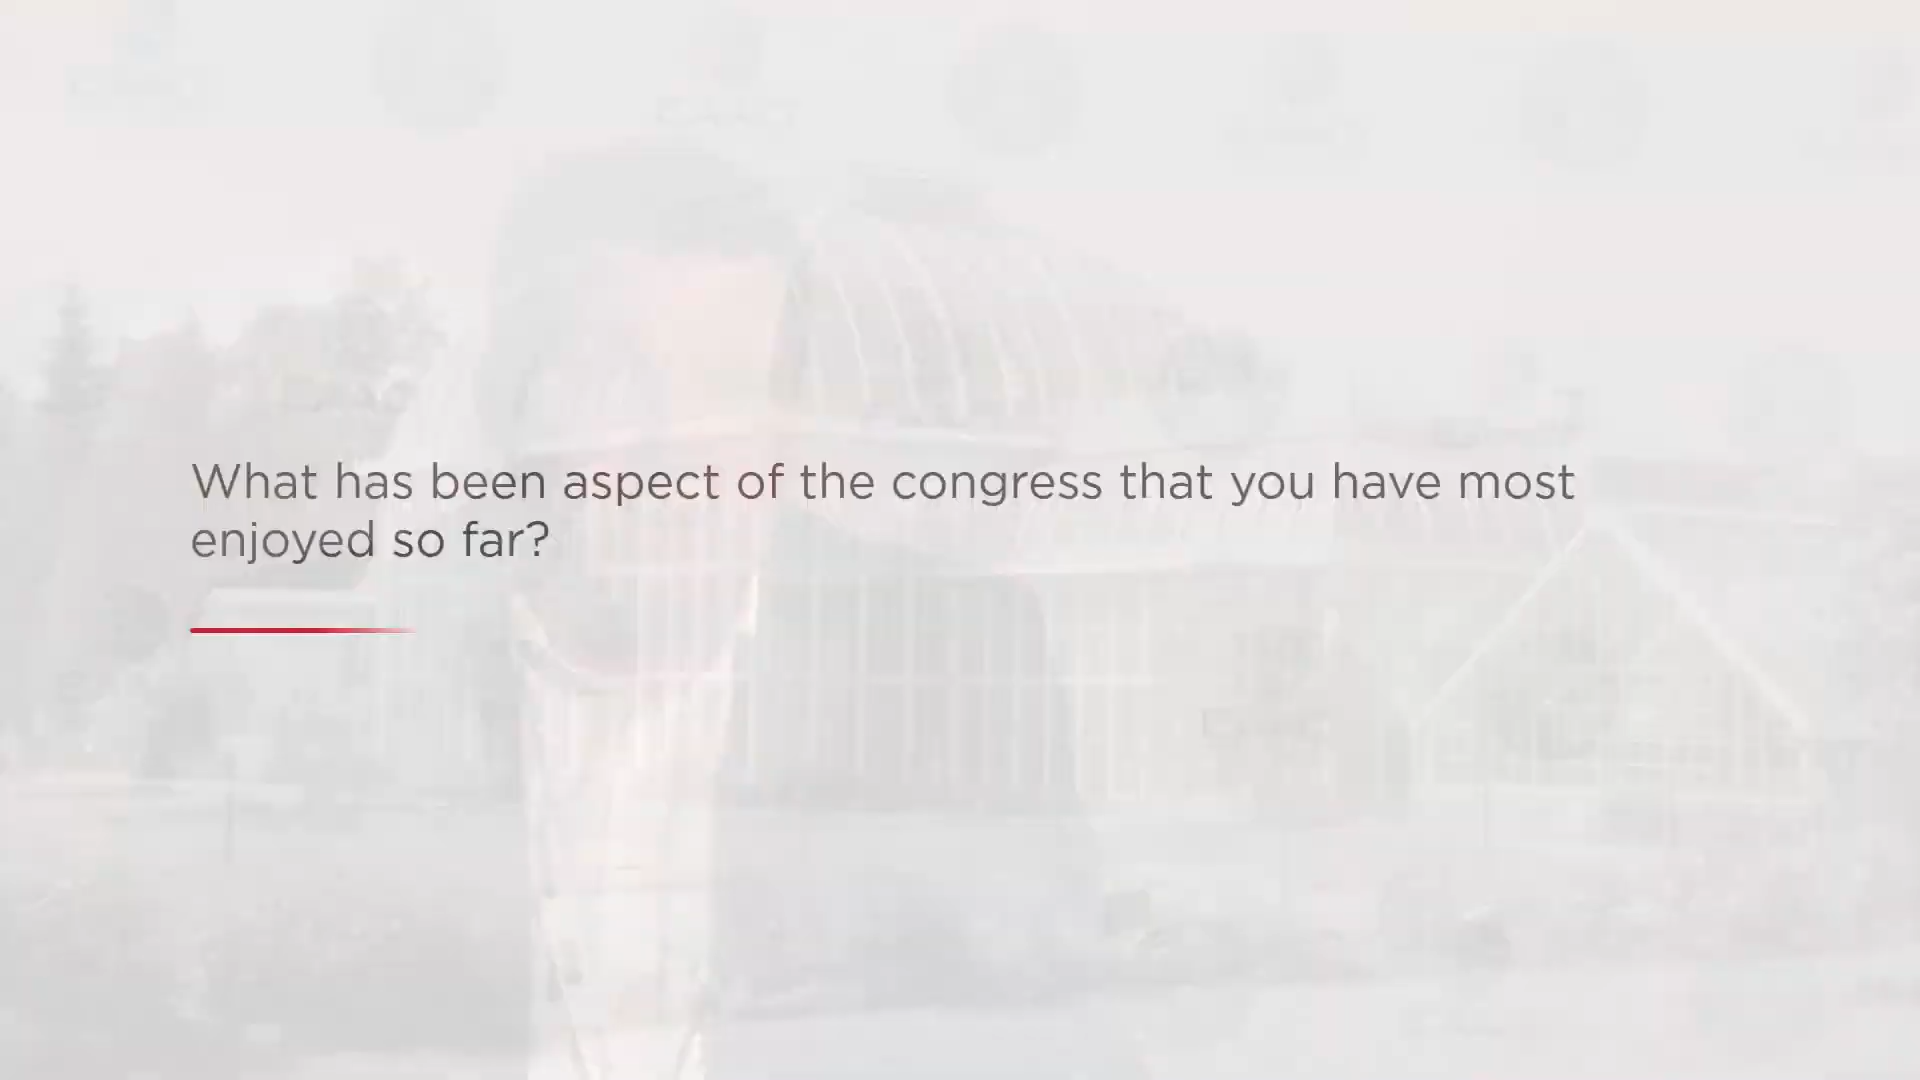 What has been aspect of the congress that you have most
enjoyed so far?